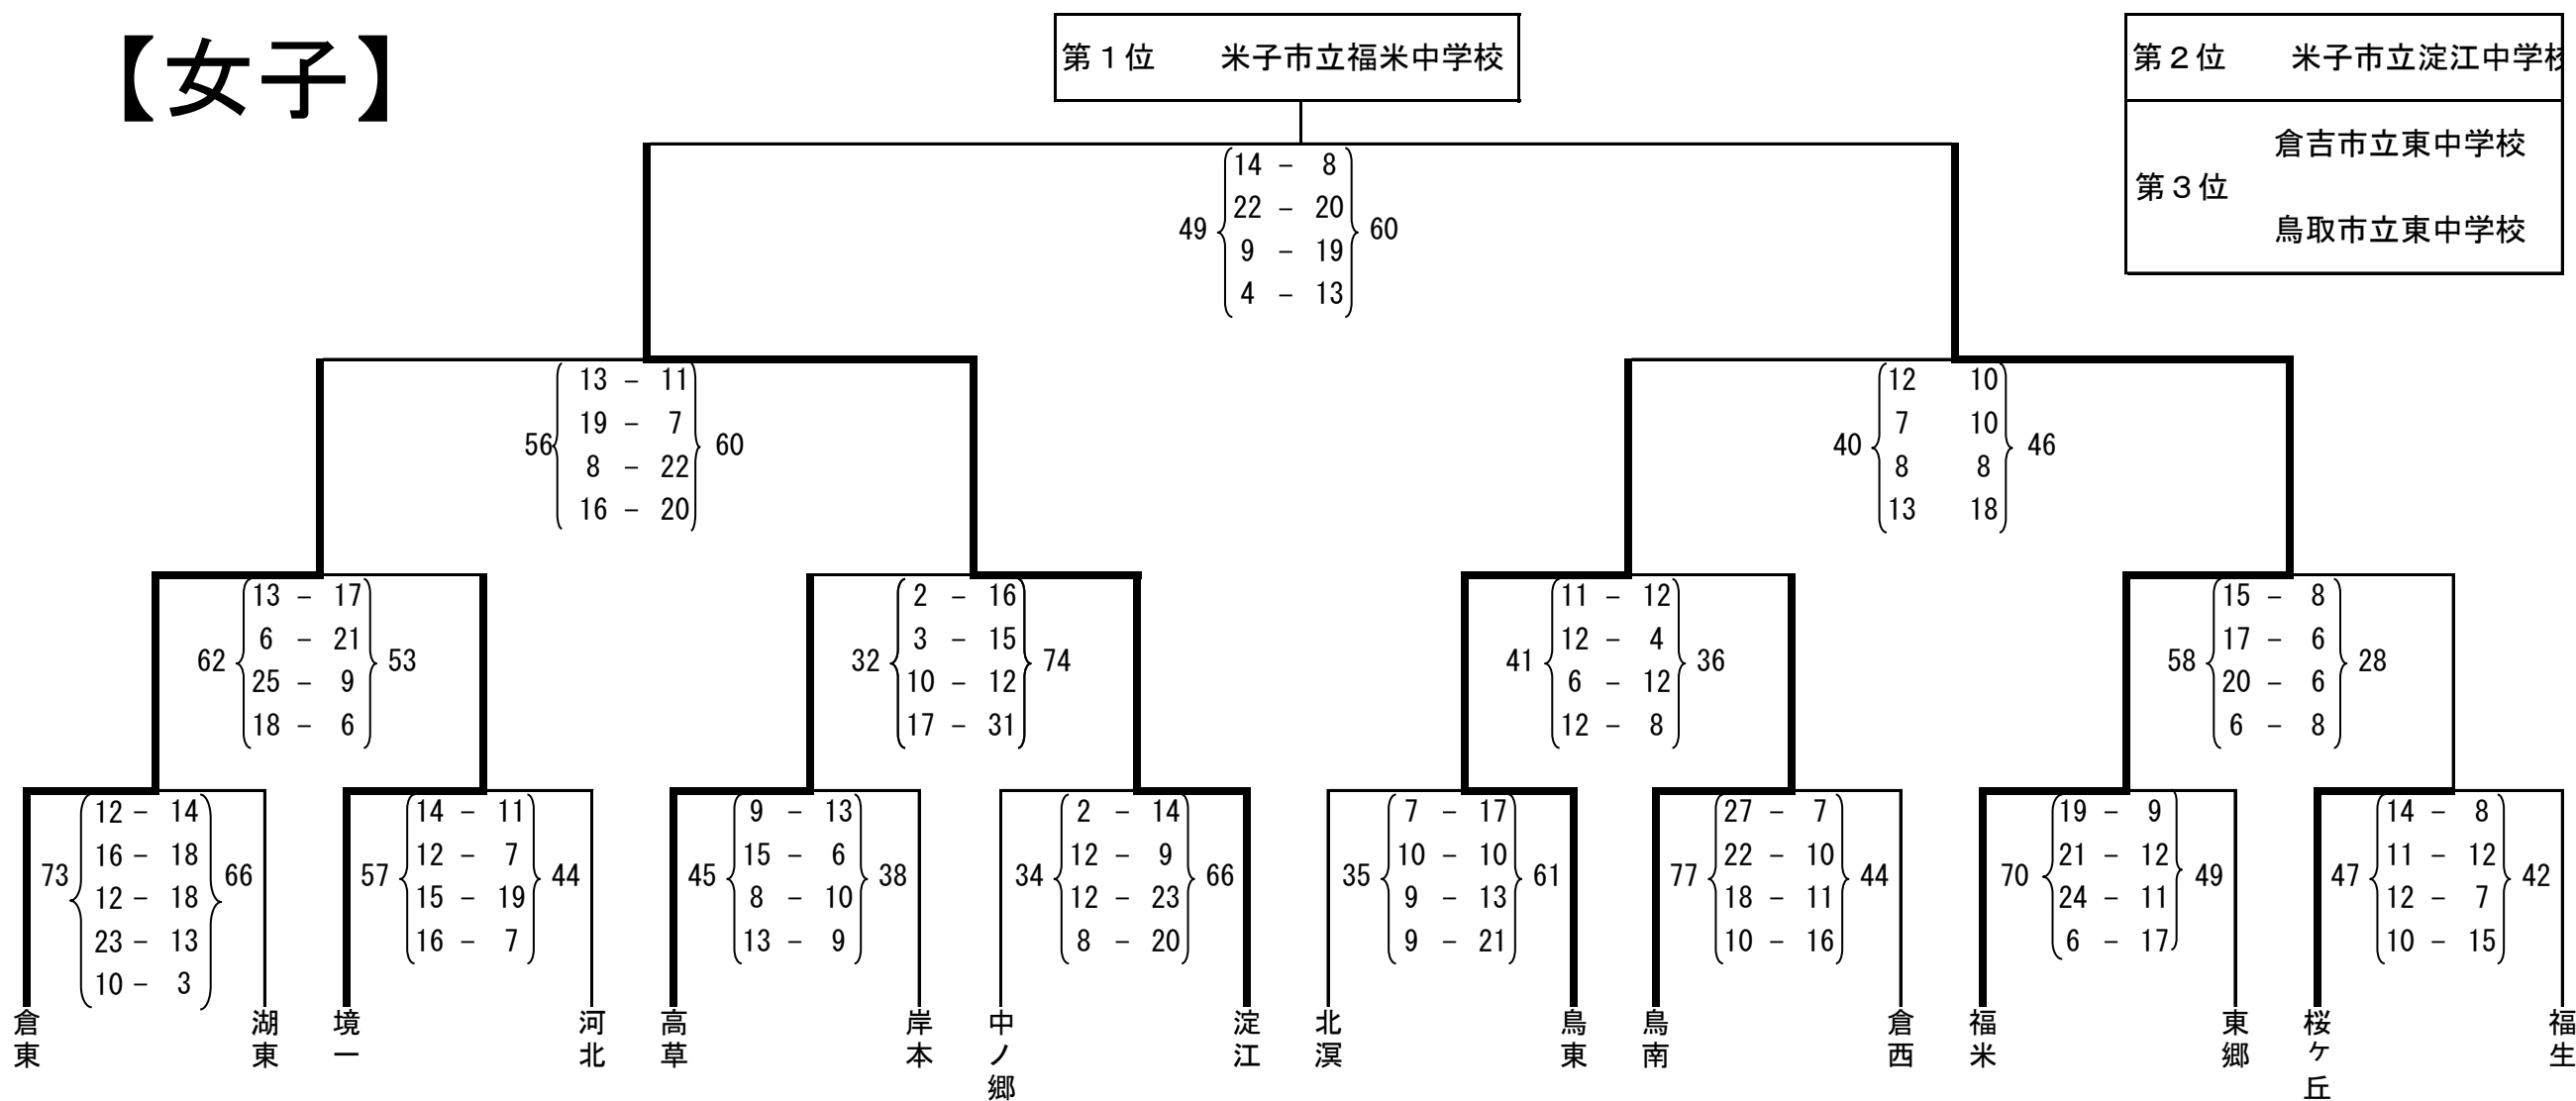 【女子】
第１位 米子市立福米中学校
第２位 米子市立淀江中学校
第３位
倉吉市立東中学校
鳥取市立東中学校
49 60
14 - 8
22 - 20
9 - 19
4 - 13
56 60
13 - 11
19 - 7
8 - 22
16 - 20
40 46
12 10
7 10
8 8
13 18
62 53
13 - 17
6 - 21
25 - 9
18 - 6
32 74
2 - 16
3 - 15
10 - 12
17 - 31
41 36
11 - 12
12 - 4
6 - 12
12 - 8
58 28
15 - 8
17 - 6
20 - 6
6 - 8
73 66
12 - 14
16 - 18
12 - 18
23 - 13
10 - 3
57 44
14 - 11
12 - 7
15 - 19
16 - 7
45 38
9 - 13
15 - 6
8 - 10
13 - 9
34 66
2 - 14
12 - 9
12 - 23
8 - 20
35 61
7 - 17
10 - 10
9 - 13
9 - 21
77 44
27 - 7
22 - 10
18 - 11
10 - 16
70 49
19 - 9
21 - 12
24 - 11
6 - 17
47 42
14 - 8
11 - 12
12 - 7
10 - 15
倉東
湖東
境一
河北
高草
岸本
中ノ郷
淀江
北溟
鳥東
鳥南
倉西
福米
東郷
桜ヶ丘
福生